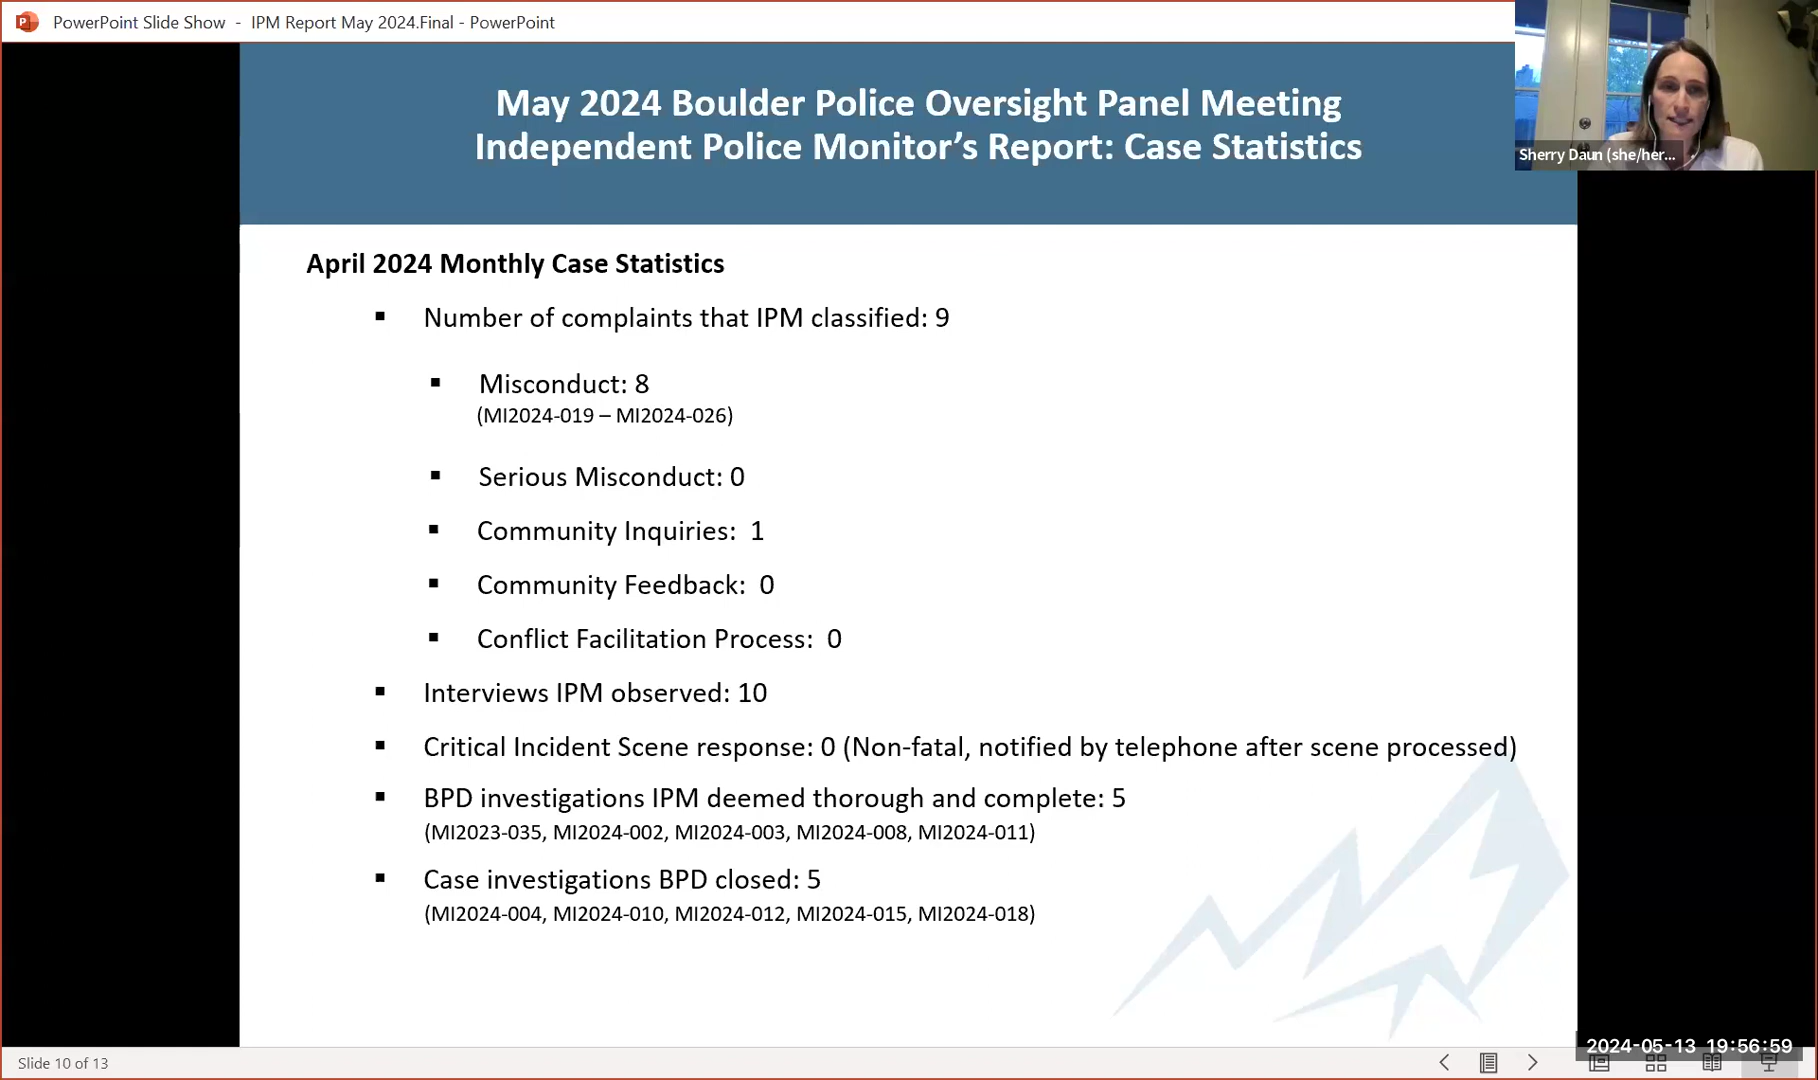 PowerPoint Slide Show - IPM Report May 2024.Final - PowerPoint
May 2024 Boulder Police Oversight Panel Meeting
Independent Police Monitor’s Report: Case Statistics
Sherry Daun (she/her...
April 2024 Monthly Case Statistics
▪ Number of complaints that IPM classified: 9
▪ Misconduct: 8
(MI2024-019 – MI2024-026)
▪ Serious Misconduct: 0
▪ Community Inquiries: 1
▪ Community Feedback: 0
▪ Conflict Facilitation Process: 0
▪ Interviews IPM observed: 10
▪ Critical Incident Scene response: 0 (Non-fatal, notified by telephone after scene processed)
▪ BPD investigations IPM deemed thorough and complete: 5
(MI2023-035, MI2024-002, MI2024-003, MI2024-008, MI2024-011)
▪ Case investigations BPD closed: 5
(MI2024-004, MI2024-010, MI2024-012, MI2024-015, MI2024-018)
2024-05-13 19:56:59
Slide 10 of 13